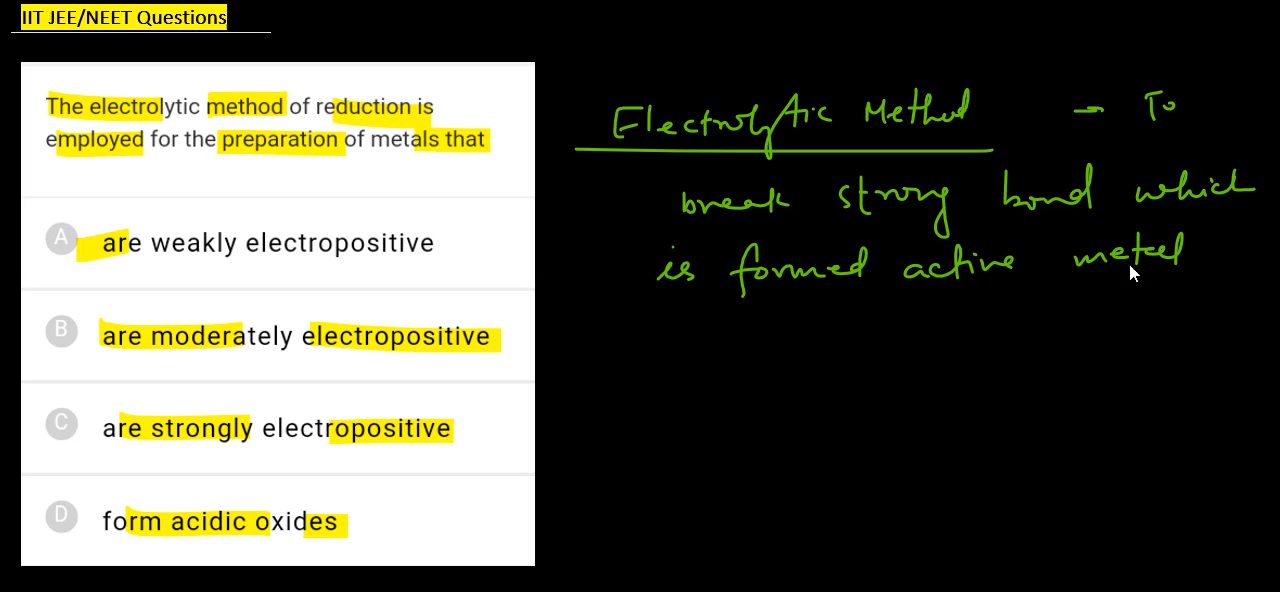 IIT JEE/NEET Questions
The electrolytic method of reduction is
employed for the preparation of metals that
A are weakly electropositive
B are moderately electropositive
C are strongly electropositive
D form acidic oxides
Electrolytic Method - To
break strong bond which
is formed active metal